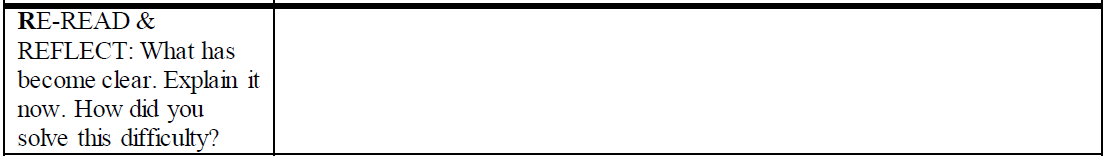 RE-READ &
REFLECT: What has
become clear. Explain it
now. How did you
solve this difficulty?